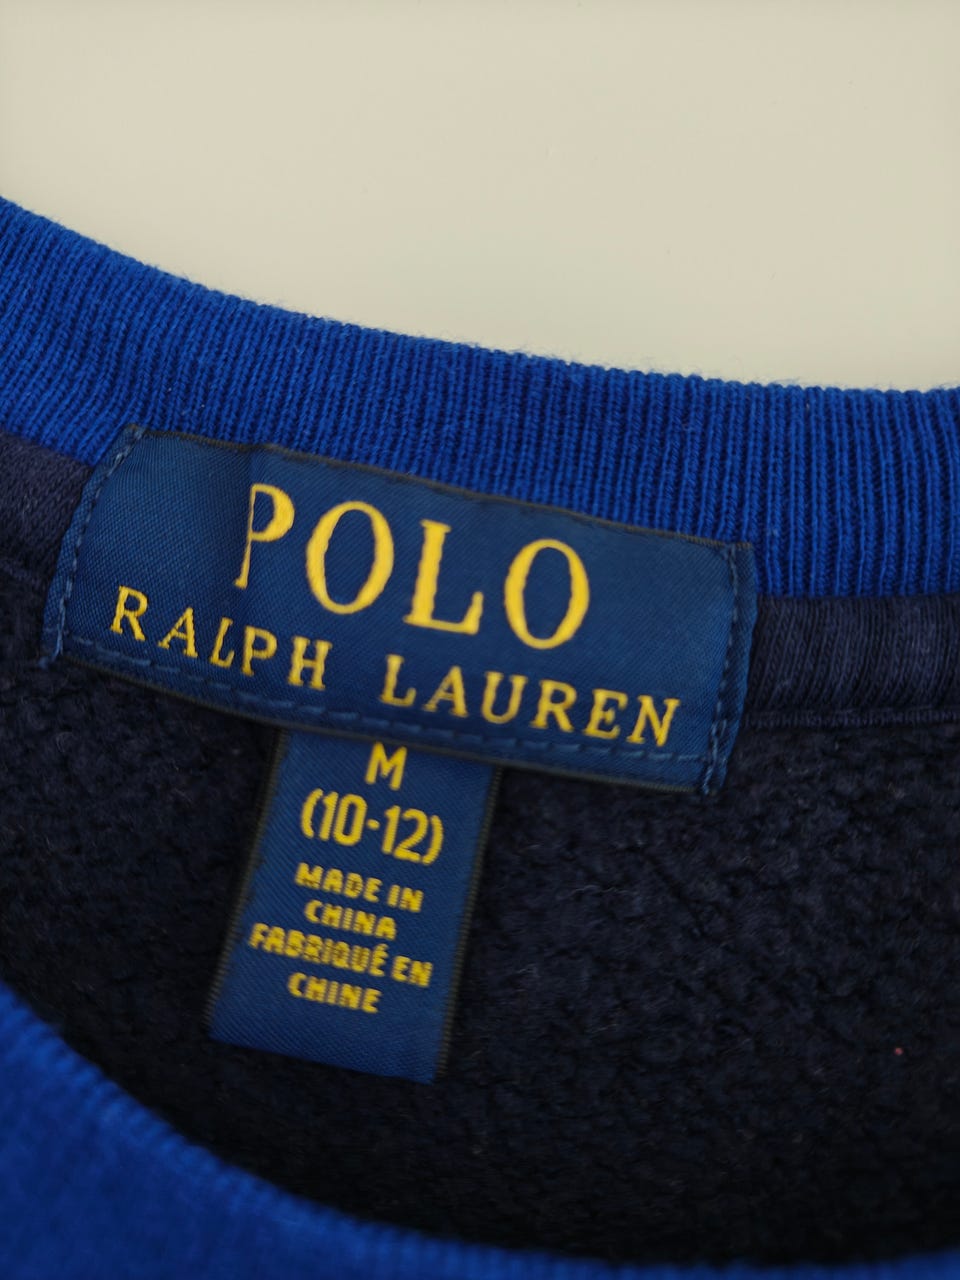 POLO
RALPH LAUREN
M
(10-12)
MADE IN
CHINA
FABRIQUÉ EN
CHINE